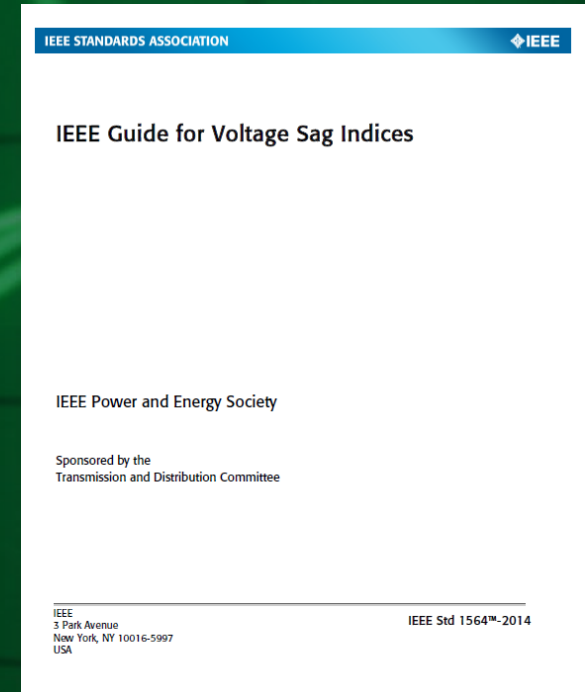 IEEE STANDARDS ASSOCIATION
IEEE
IEEE Guide for Voltage Sag Indices
IEEE Power and Energy Society
Sponsored by the
Transmission and Distribution Committee
IEEE
3 Park Avenue
New York, NY 10016-5997
USA
IEEE Std 1564™-2014